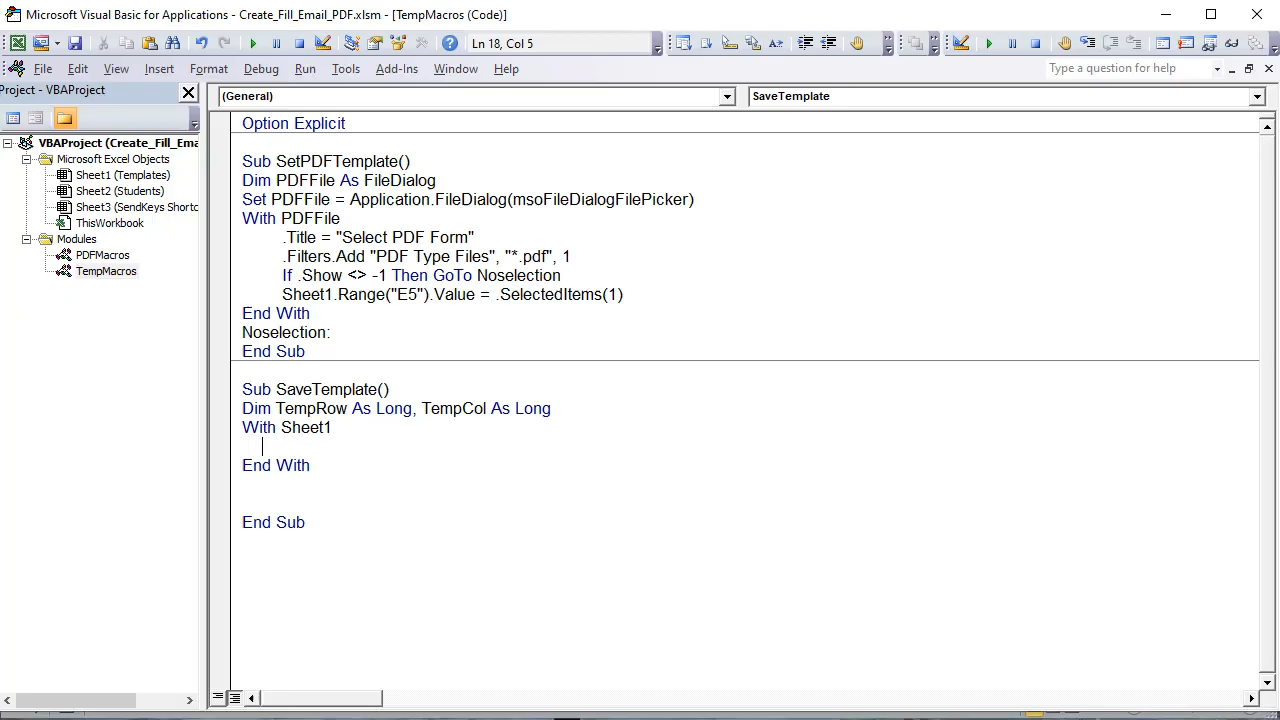 Microsoft Visual Basic for Applications - Create_Fill_Email_PDF.xlsm - [TempMacros (Code)]
Ln 18, Col 5
File Edit View Insert Format Debug Run Tools Add-Ins Window Help
Type a question for help
Project - VBAProject
(General)
SaveTemplate
VBAProject (Create_Fill_Ema
Microsoft Excel Objects
Sheet1 (Templates)
Sheet2 (Students)
Sheet3 (SendKeys Shortc
ThisWorkbook
Modules
PDFMacros
TempMacros
Option Explicit
Sub SetPDFTemplate()
Dim PDFFile As FileDialog
Set PDFFile = Application.FileDialog(msoFileDialogFilePicker)
With PDFFile
.Title = "Select PDF Form"
.Filters.Add "PDF Type Files", "*.pdf", 1
If .Show <> -1 Then GoTo Noselection
Sheet1.Range("E5").Value = .SelectedItems(1)
End With
Noselection:
End Sub
Sub SaveTemplate()
Dim TempRow As Long, TempCol As Long
With Sheet1
End With
End Sub